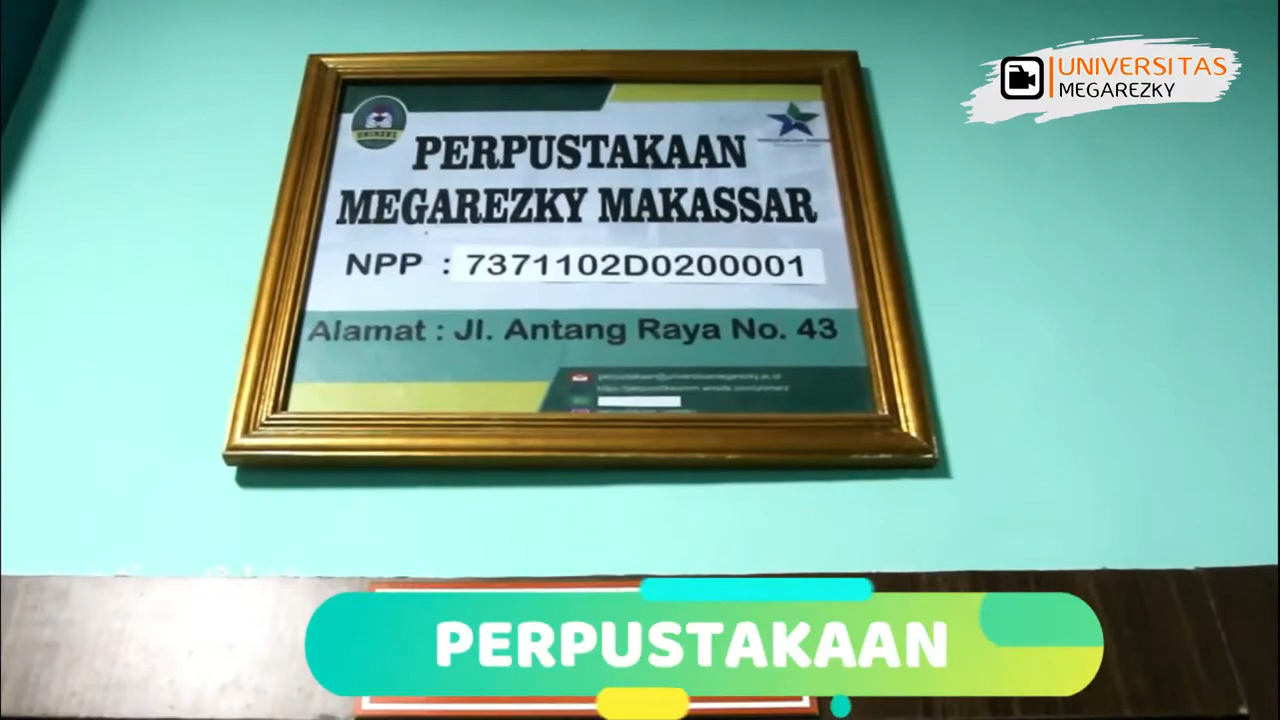 UNIVERSITAS
MEGAREZKY
PERPUSTAKAAN
MEGAREZKY MAKASSAR
NPP : 7371102D0200001
Alamat : Jl. Antang Raya No. 43
PERPUSTAKAAN